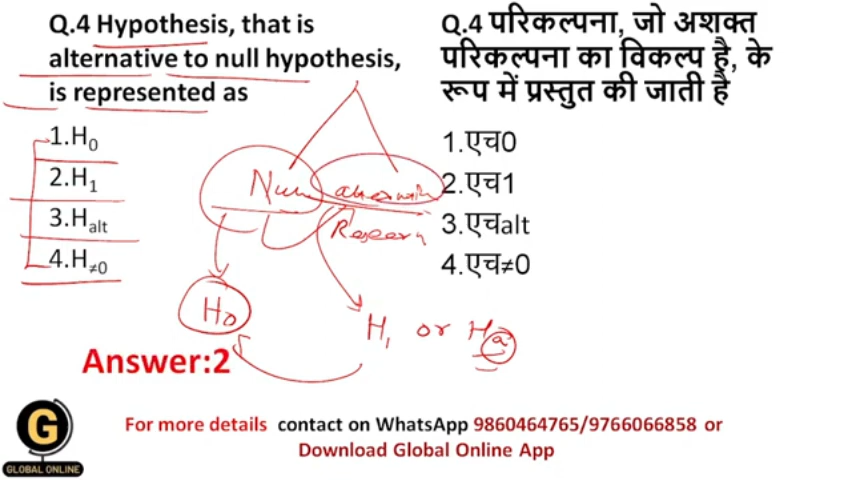 Q.4 Hypothesis, that is
alternative to null hypothesis,
is represented as
1.H₀
2.H₁
3.Hₐₗₜ
4.H≠₀
Q.4 परिकल्पना, जो अशक्त
परिकल्पना का विकल्प है, के
रूप में प्रस्तुत की जाती है
1.एच0
2.एच1
3.एचalt
4.एच≠0
Null
H₀
H₁ or Hₐ
Answer:2
For more details contact on WhatsApp 9860464765/9766066858 or
Download Global Online App
G
GLOBAL ONLINE